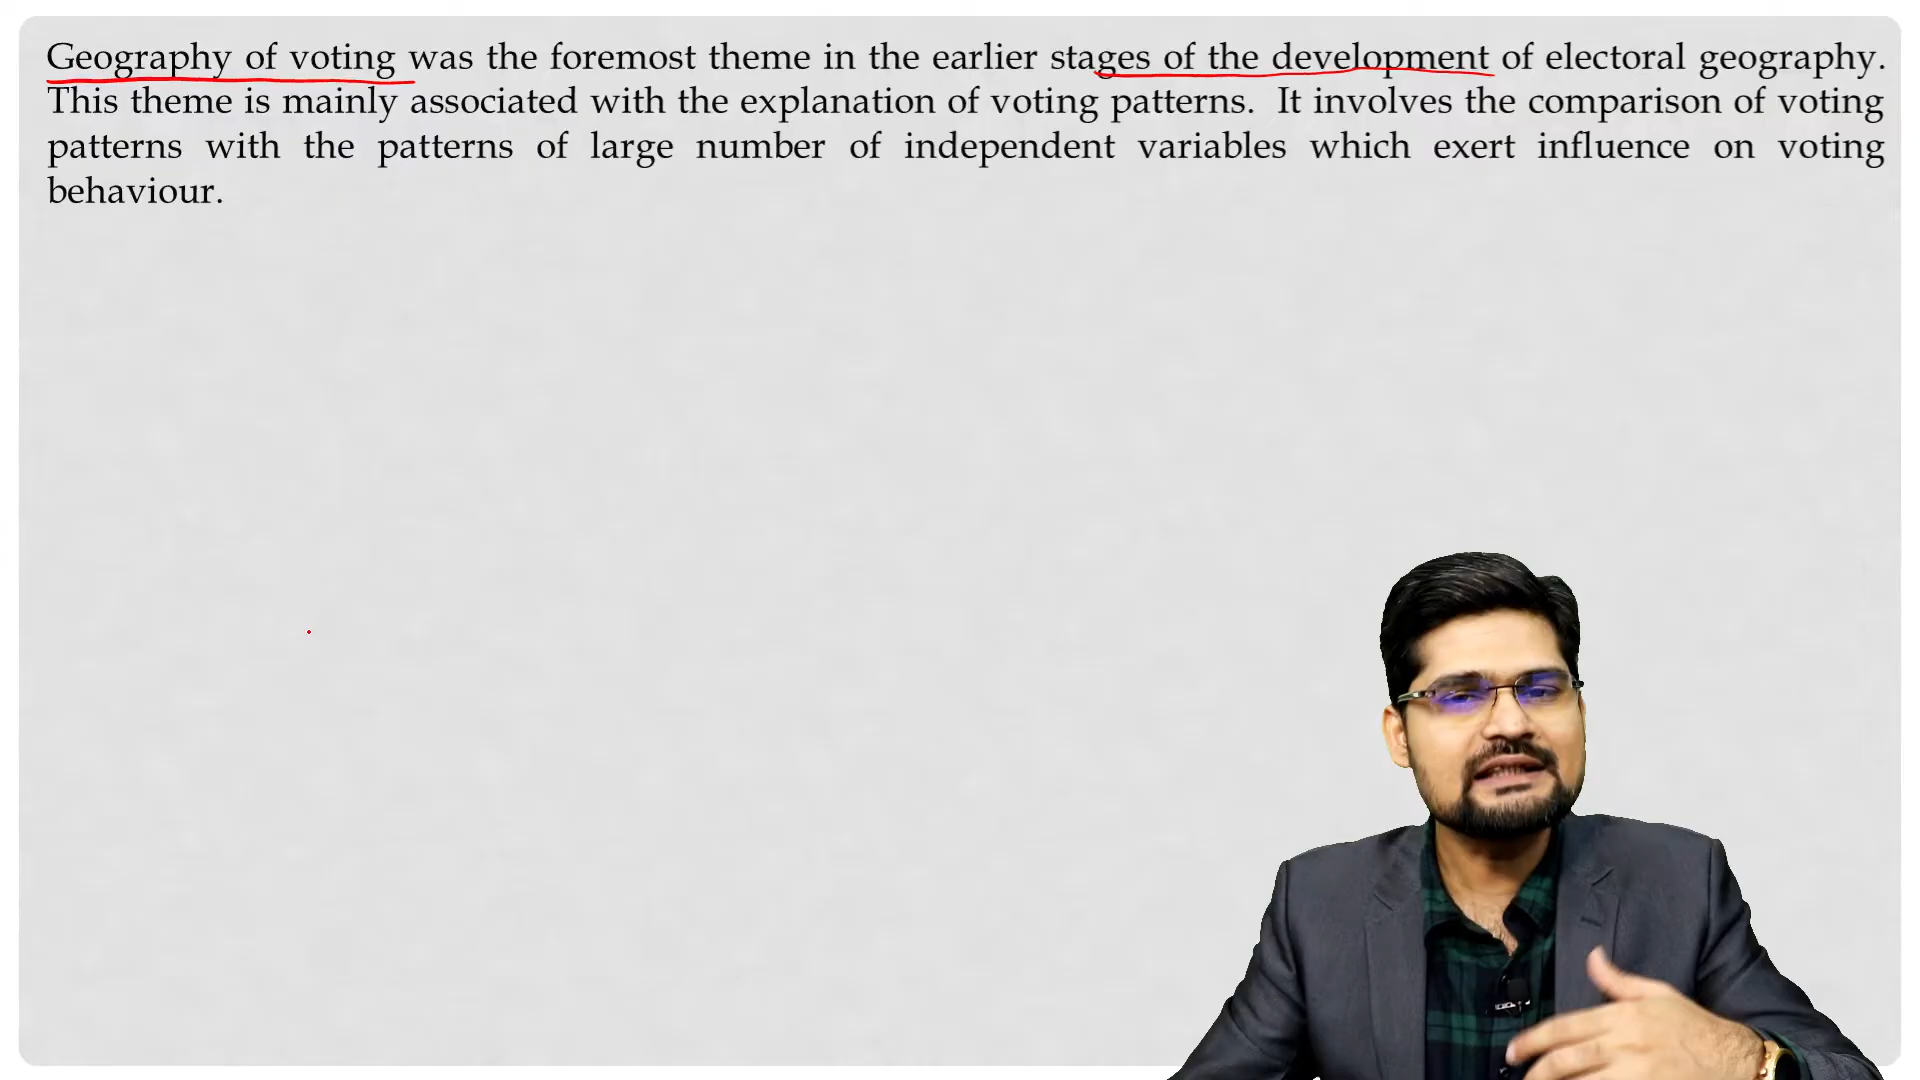 Geography of voting was the foremost theme in the earlier stages of the development of electoral geography.
This theme is mainly associated with the explanation of voting patterns. It involves the comparison of voting
patterns with the patterns of large number of independent variables which exert influence on voting
behaviour.